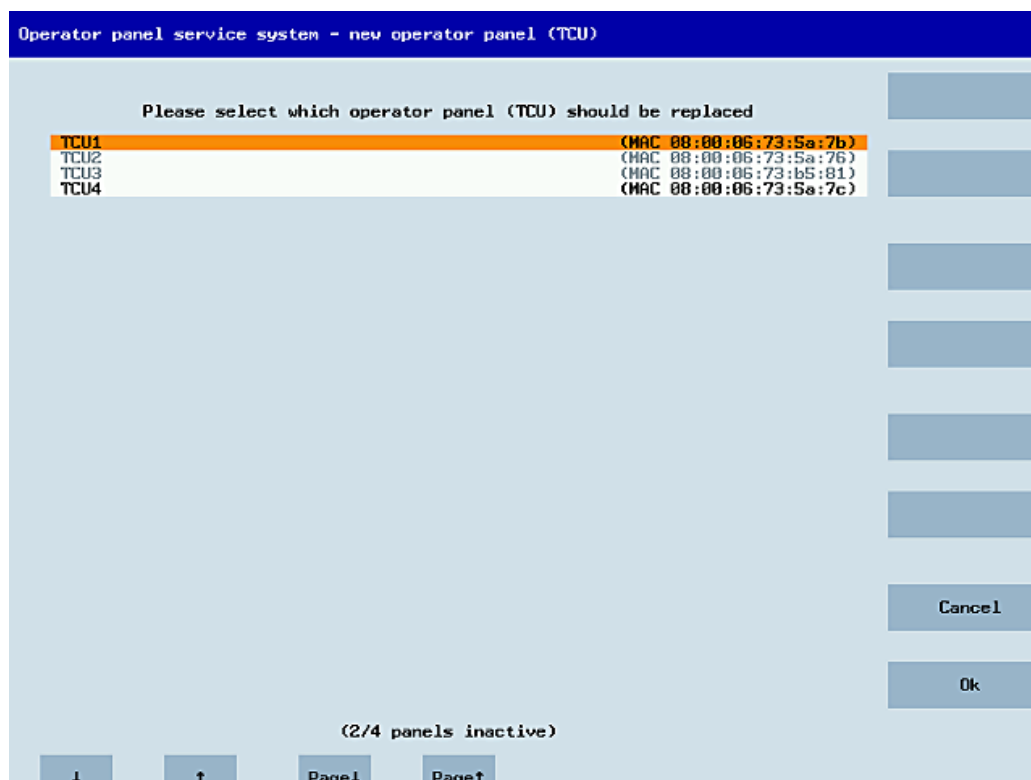 Operator panel service system - new operator panel (TCU)
Please select which operator panel (TCU) should be replaced
TCU1 (MAC 08:00:06:73:5a:7b)
TCU2 (MAC 08:00:06:73:5a:76)
TCU3 (MAC 08:00:06:73:b5:81)
TCU4 (MAC 08:00:06:73:5a:7c)
Cancel
Ok
(2/4 panels inactive)
↓ ↑ Page↓ Page↑